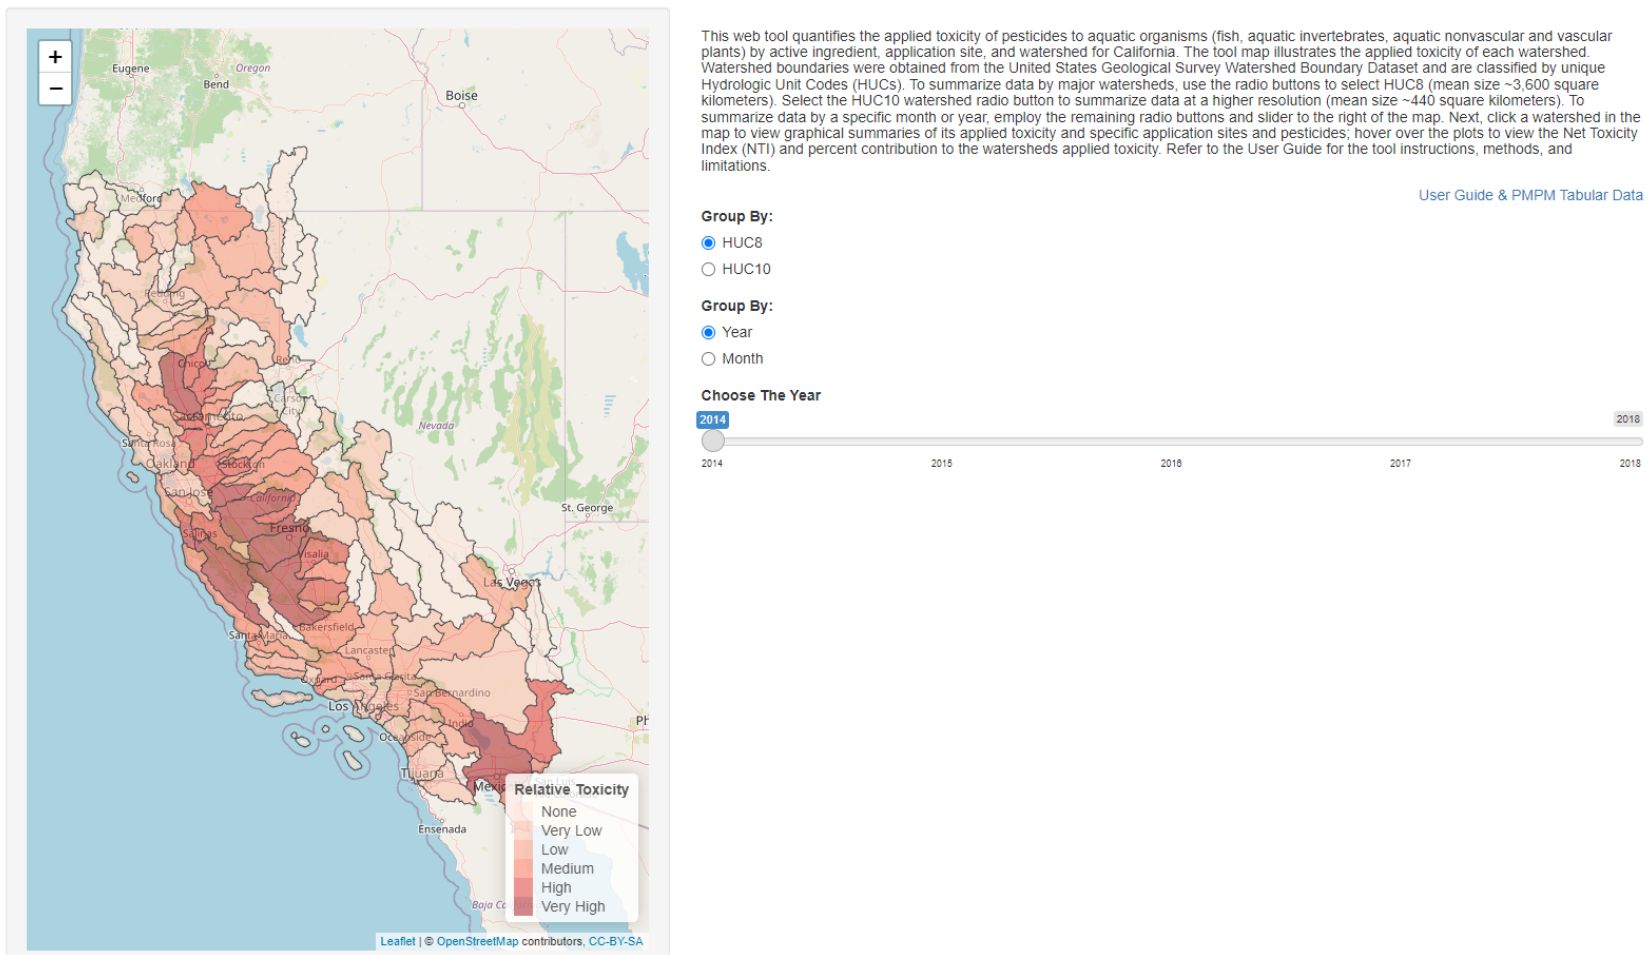 +
−
Eugene
Oregon
Bend
Boise
Medford
Redding
Chico
Reno
Carson
City
Sacramento
Nevada
Santa Rosa
Oakland
Stockton
San Jose
California
St. George
Fresno
Salinas
Visalia
Las Vegas
Santa Maria
Bakersfield
Lancaster
Oxnard
Santa Clarita
San Bernardino
Los Angeles
Indio
Oceanside
Tijuana
Ensenada
Relative Toxicity
None
Very Low
Low
Medium
High
Very High
Leaflet | © OpenStreetMap contributors, CC-BY-SA
This web tool quantifies the applied toxicity of pesticides to aquatic organisms (fish, aquatic invertebrates, aquatic nonvascular and vascular
plants) by active ingredient, application site, and watershed for California. The tool map illustrates the applied toxicity of each watershed.
Watershed boundaries were obtained from the United States Geological Survey Watershed Boundary Dataset and are classified by unique
Hydrologic Unit Codes (HUCs). To summarize data by major watersheds, use the radio buttons to select HUC8 (mean size ~3,600 square
kilometers). Select the HUC10 watershed radio button to summarize data at a higher resolution (mean size ~440 square kilometers). To
summarize data by a specific month or year, employ the remaining radio buttons and slider to the right of the map. Next, click a watershed in the
map to view graphical summaries of its applied toxicity and specific application sites and pesticides; hover over the plots to view the Net Toxicity
Index (NTI) and percent contribution to the watersheds applied toxicity. Refer to the User Guide for the tool instructions, methods, and
limitations.
User Guide & PMPM Tabular Data
Group By:
HUC8
HUC10
Group By:
Year
Month
Choose The Year
2014
2018
2014
2015
2016
2017
2018